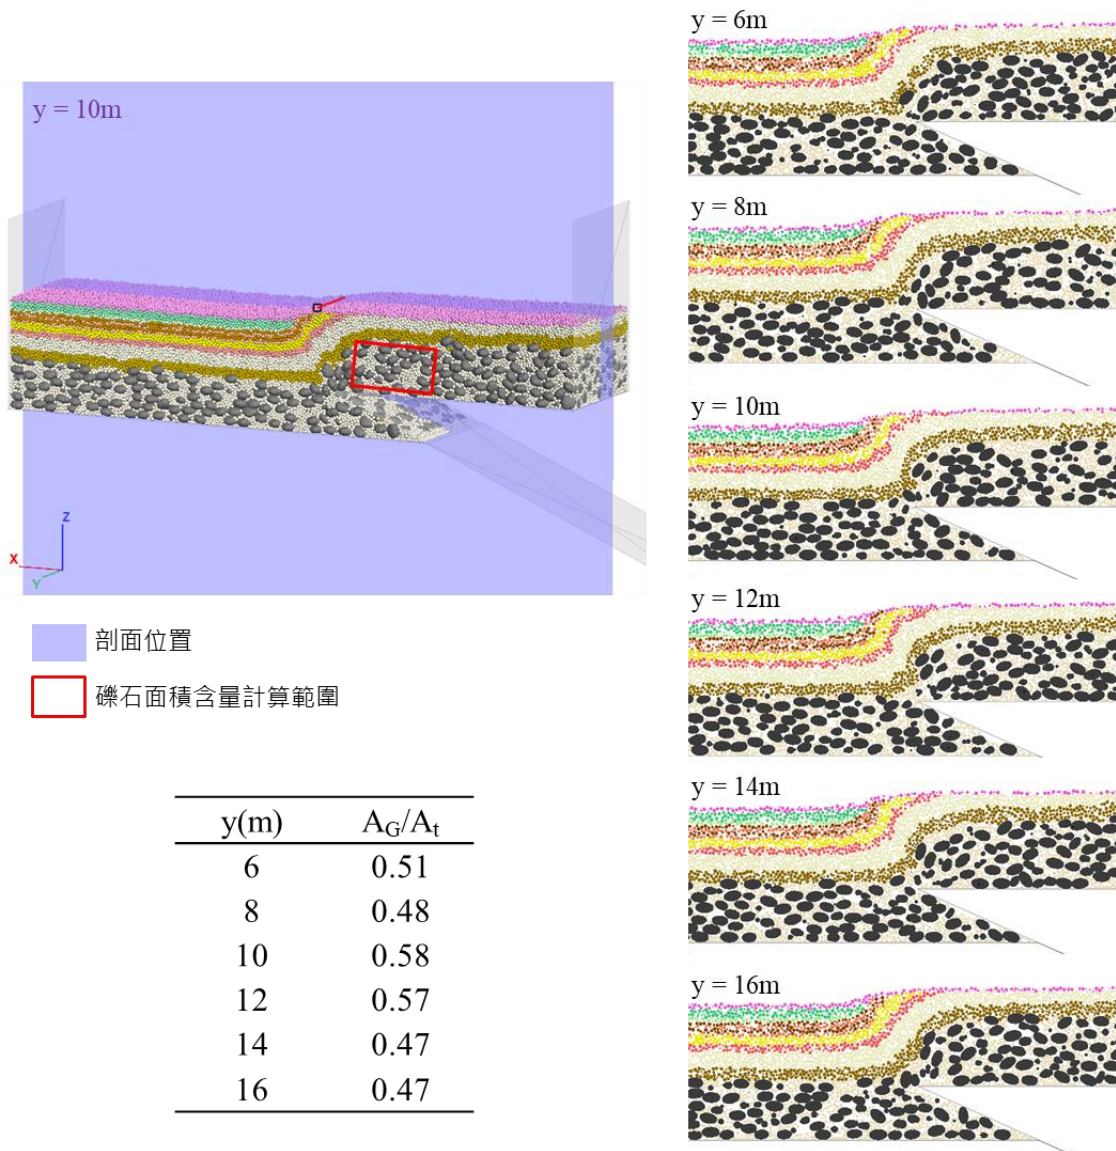 y = 10m
Z
X
Y
剖面位置
礫石面積含量計算範圍
y(m) A_G/A_t
6 0.51
8 0.48
10 0.58
12 0.57
14 0.47
16 0.47
y = 6m
y = 8m
y = 10m
y = 12m
y = 14m
y = 16m